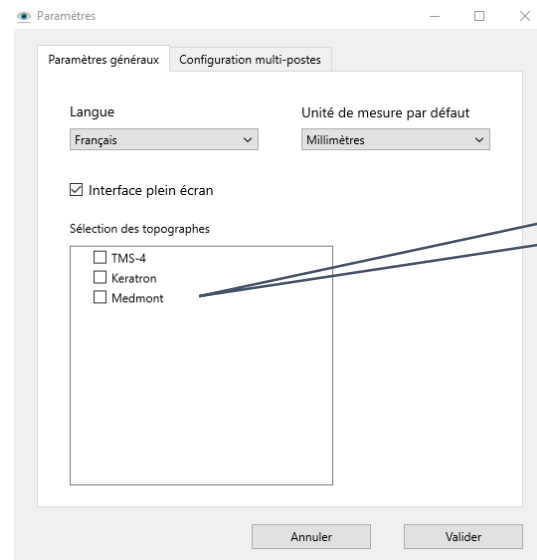 Paramètres
Paramètres généraux Configuration multi-postes
Langue Unité de mesure par défaut
Français Millimètres
Interface plein écran
Sélection des topographes
TMS-4
Keratron
Medmont
Annuler Valider